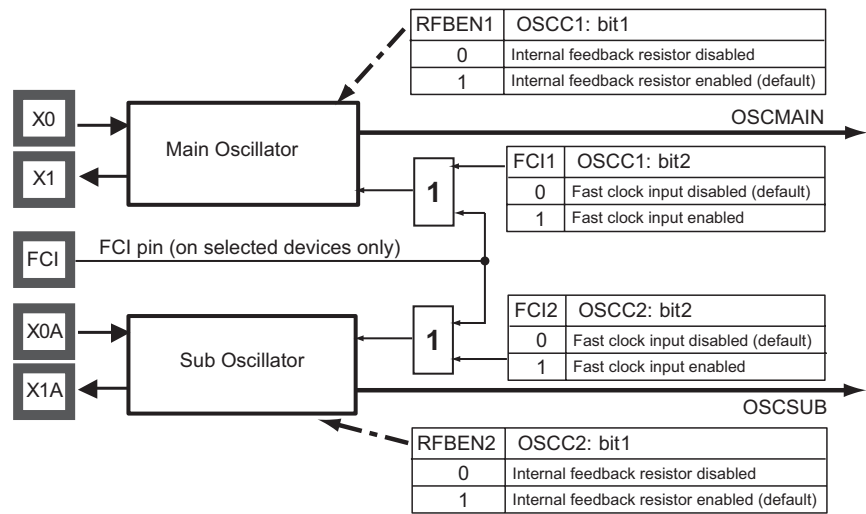 RFBEN1 OSCC1: bit1
0 Internal feedback resistor disabled
1 Internal feedback resistor enabled (default)
X0
Main Oscillator
OSCMAIN
X1
1
FCI1 OSCC1: bit2
0 Fast clock input disabled (default)
1 Fast clock input enabled
FCI
FCI pin (on selected devices only)
X0A
Sub Oscillator
1
FCI2 OSCC2: bit2
0 Fast clock input disabled (default)
1 Fast clock input enabled
X1A
OSCSUB
RFBEN2 OSCC2: bit1
0 Internal feedback resistor disabled
1 Internal feedback resistor enabled (default)